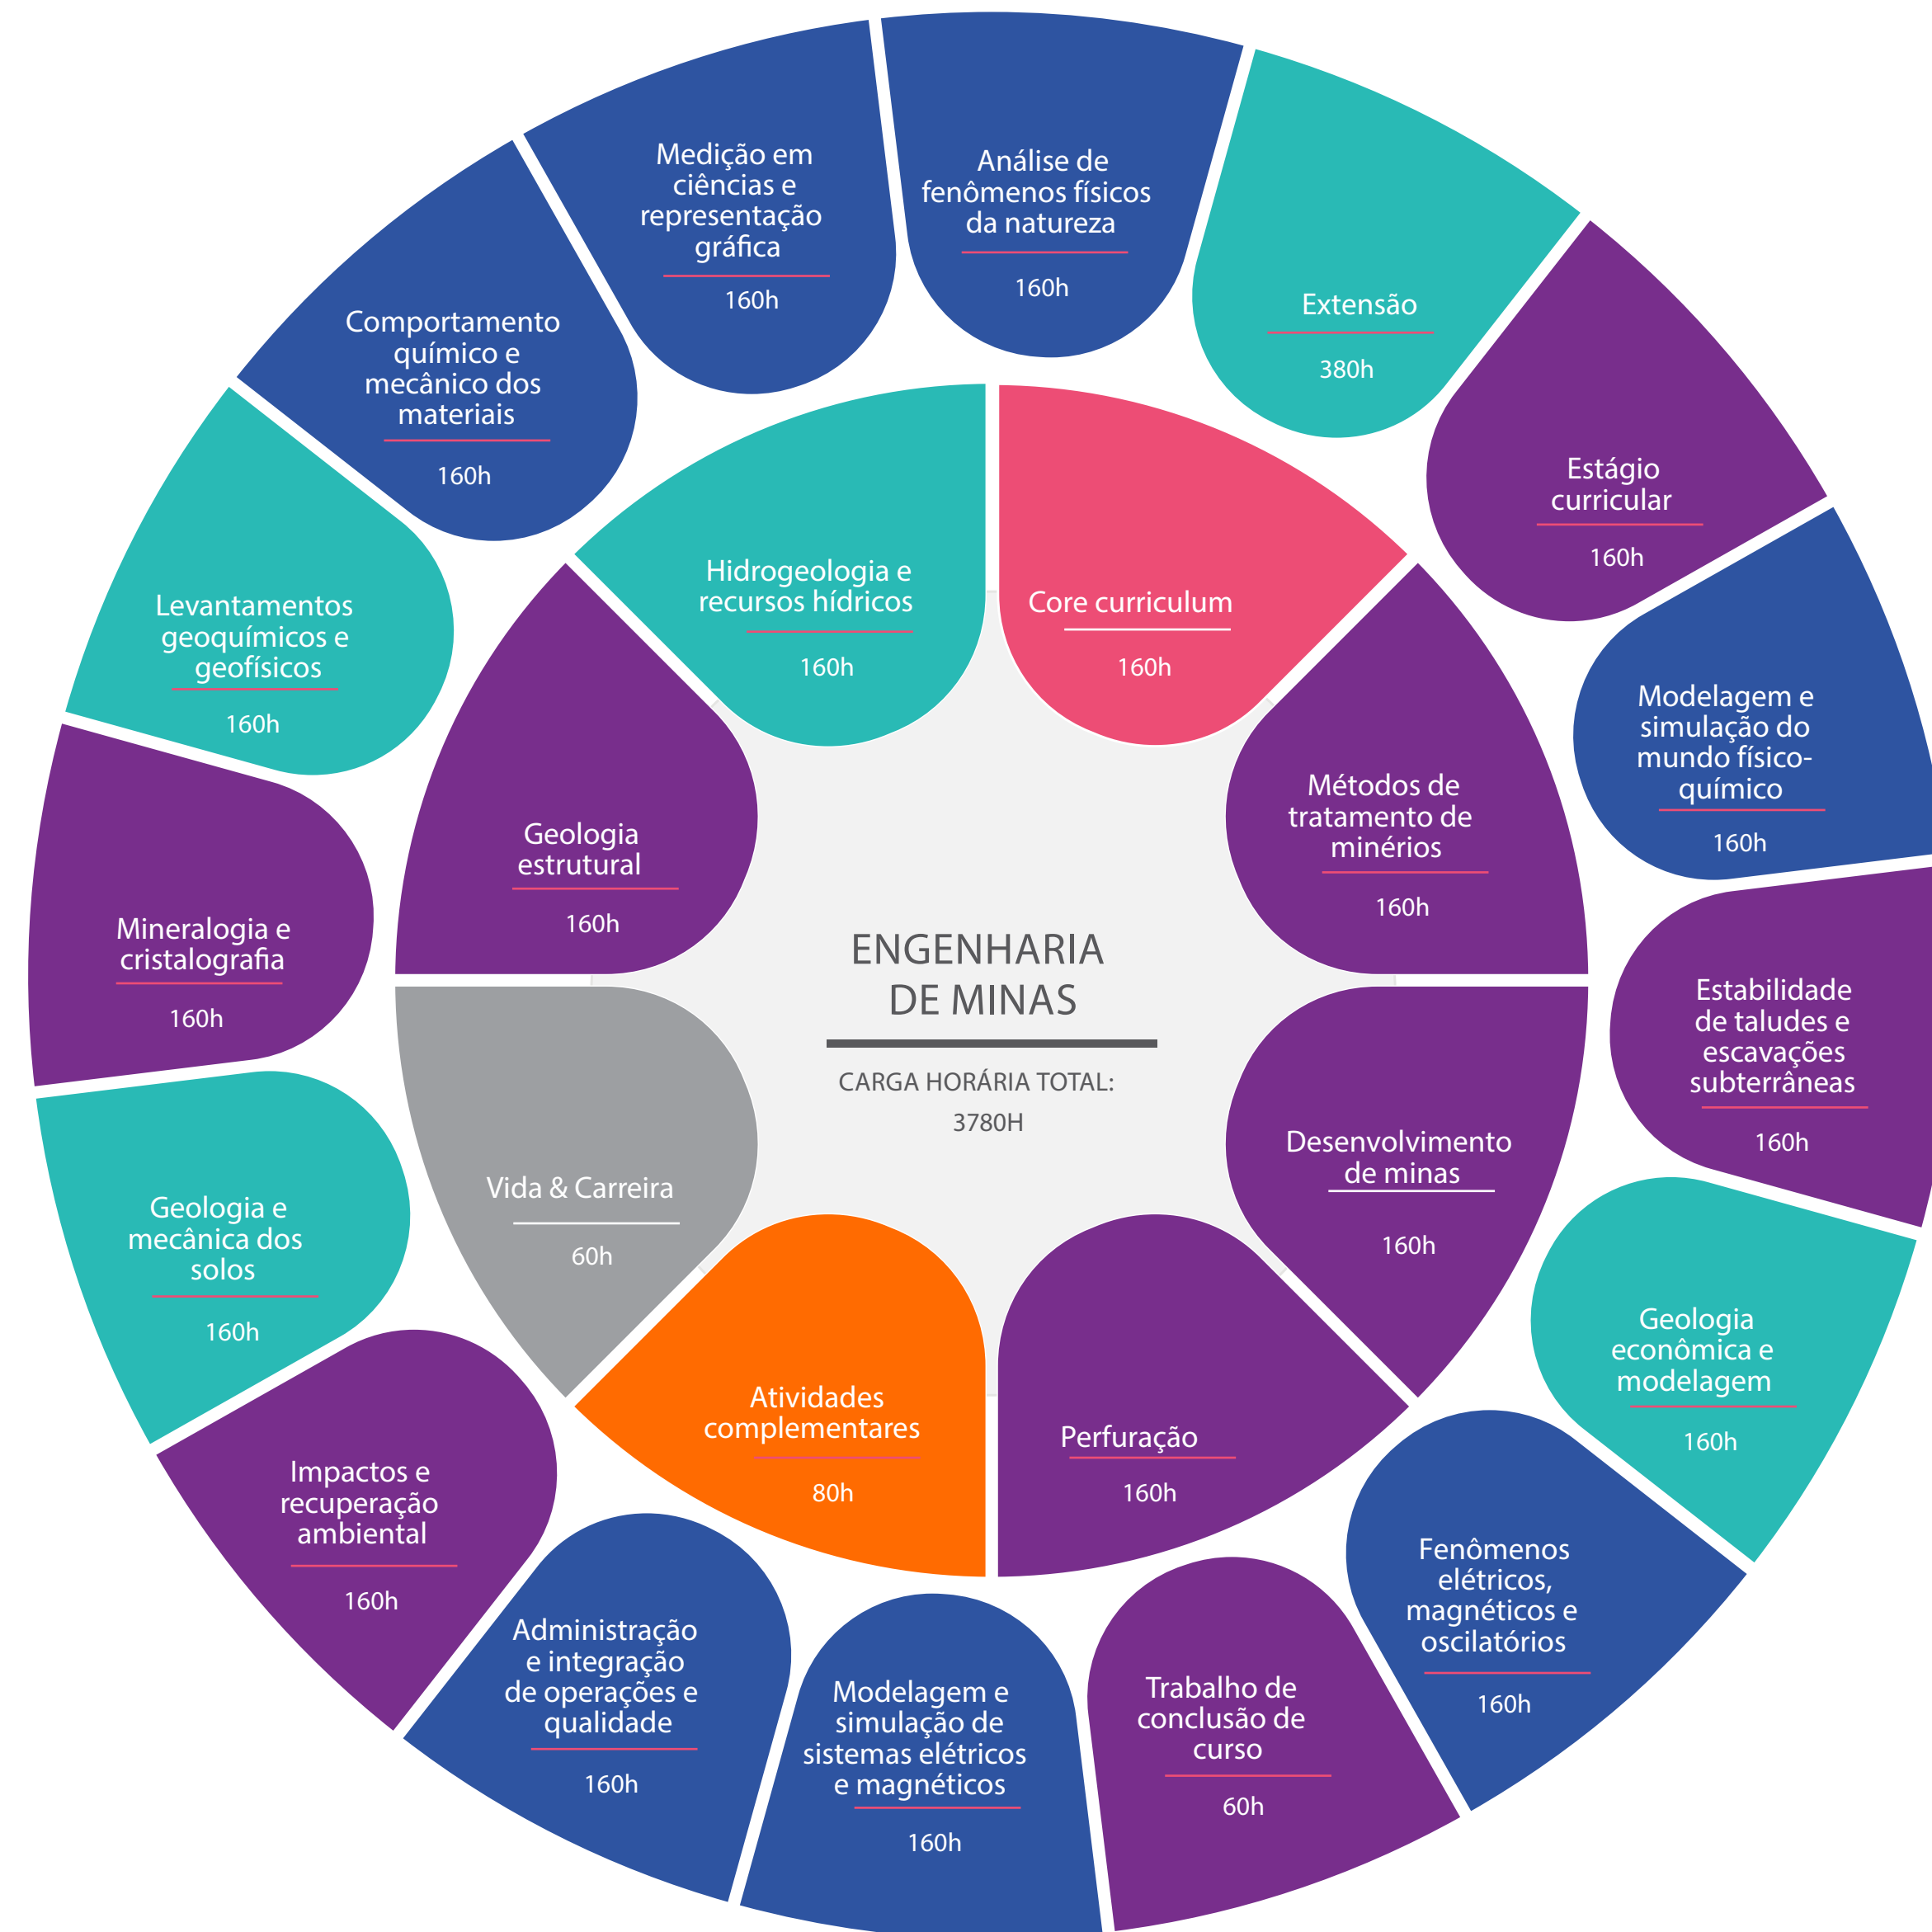 Medição em
ciências e
representação
gráfica
160h
Análise de
fenômenos físicos
da natureza
160h
Extensão
380h
Estágio
curricular
160h
Modelagem e
simulação do
mundo físico-
químico
160h
Estabilidade
de taludes e
escavações
subterrâneas
160h
Geologia
econômica e
modelagem
160h
Fenômenos
elétricos,
magnéticos e
oscilatórios
160h
Trabalho de
conclusão de
curso
60h
Modelagem e
simulação de
sistemas elétricos
e magnéticos
160h
Administração
e integração
de operações e
qualidade
160h
Impactos e
recuperação
ambiental
160h
Geologia e
mecânica dos
solos
160h
Mineralogia e
cristalografia
160h
Levantamentos
geoquímicos e
geofísicos
160h
Comportamento
químico e
mecânico dos
materiais
160h
Hidrogeologia e
recursos hídricos
160h
Core curriculum
160h
Métodos de
tratamento de
minérios
160h
Desenvolvimento
de minas
160h
Perfuração
160h
Atividades
complementares
80h
Vida & Carreira
60h
Geologia
estrutural
160h
ENGENHARIA
DE MINAS
CARGA HORÁRIA TOTAL:
3780H